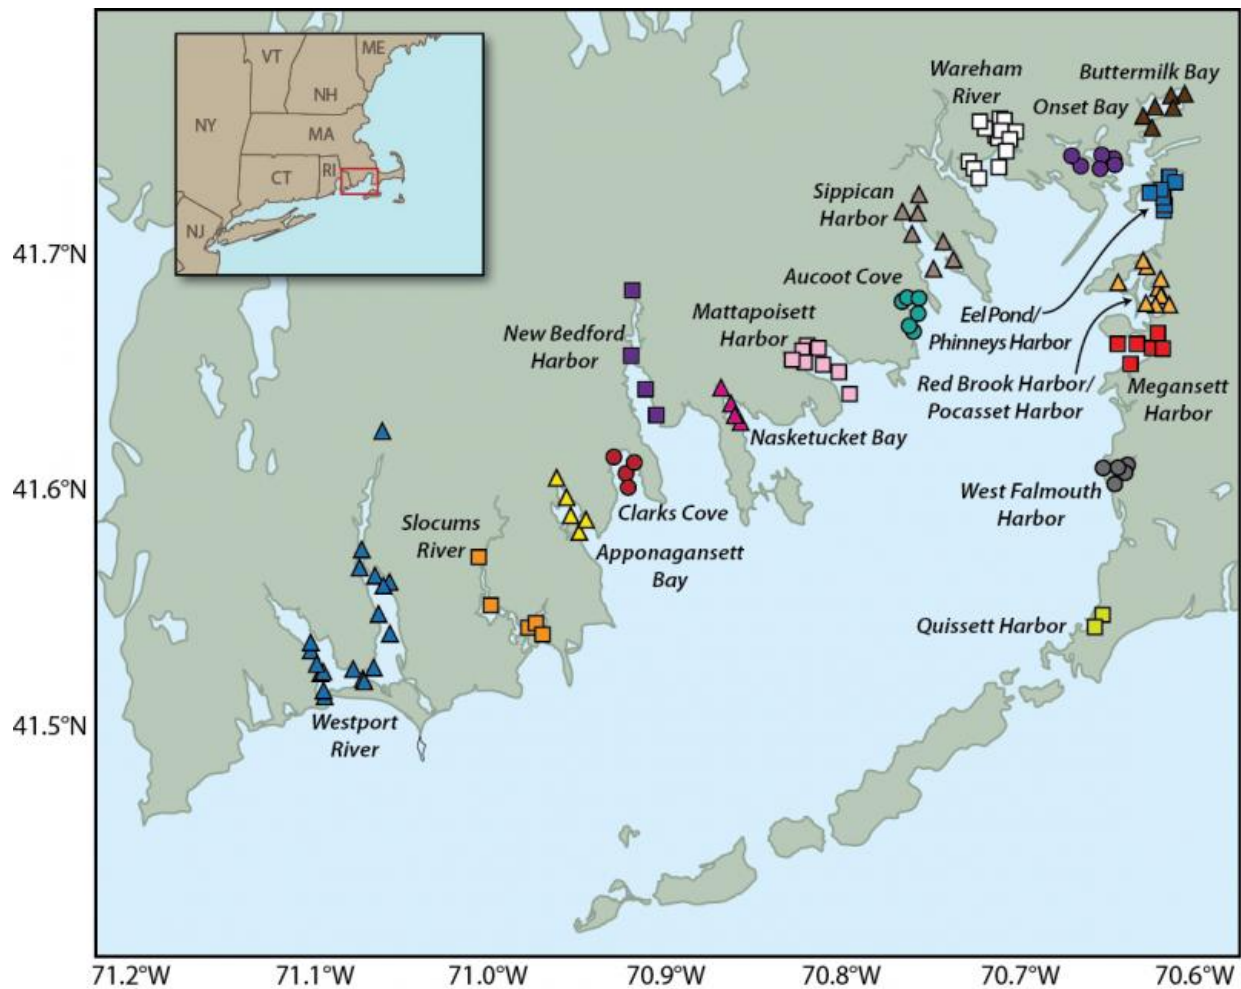 VT
ME
NH
NY
MA
CT
RI
NJ
Wareham
River
Buttermilk Bay
Onset Bay
Sippican
Harbor
41.7°N
Aucoot Cove
Mattapoisett
Harbor
New Bedford
Harbor
Eel Pond/
Phinneys Harbor
Red Brook Harbor/
Pocasset Harbor
Megansett
Harbor
Nasketucket Bay
41.6°N
West Falmouth
Harbor
Clarks Cove
Slocums
River
Apponagansett
Bay
Quissett Harbor
41.5°N
Westport
River
71.2°W
71.1°W
71.0°W
70.9°W
70.8°W
70.7°W
70.6°W